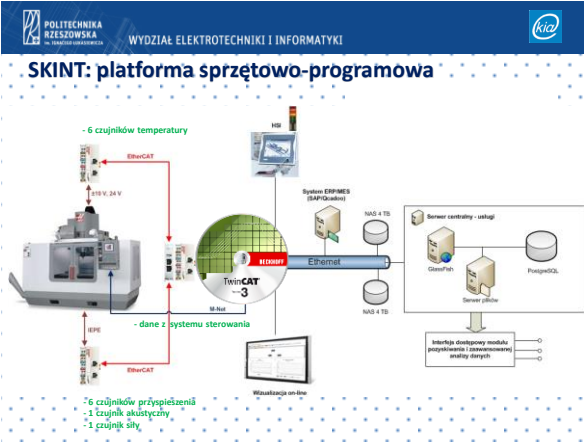 POLITECHNIKA
RZESZOWSKA
im. IGNACEGO ŁUKASIEWICZA
WYDZIAŁ ELEKTROTECHNIKI I INFORMATYKI
kia
SKINT: platforma sprzętowo-programowa
- 6 czujników temperatury
HMI
EtherCAT
±10 V, 24 V
System ERP/MES
(SAP/Qcadoo)
NAS 4 TB
Serwer centralny - usługi
BECKHOFF
Ethernet
GlassFish
PostgreSQL
TwinCAT
3
Serwer plików
M-Net
NAS 4 TB
- dane z systemu sterowania
IEPE
Interfejs dostępowy modułu
pozyskiwania i zaawansowanej
analizy danych
EtherCAT
Wizualizacja on-line
- 6 czujników przyspieszenia
- 1 czujnik akustyczny
- 1 czujnik siły